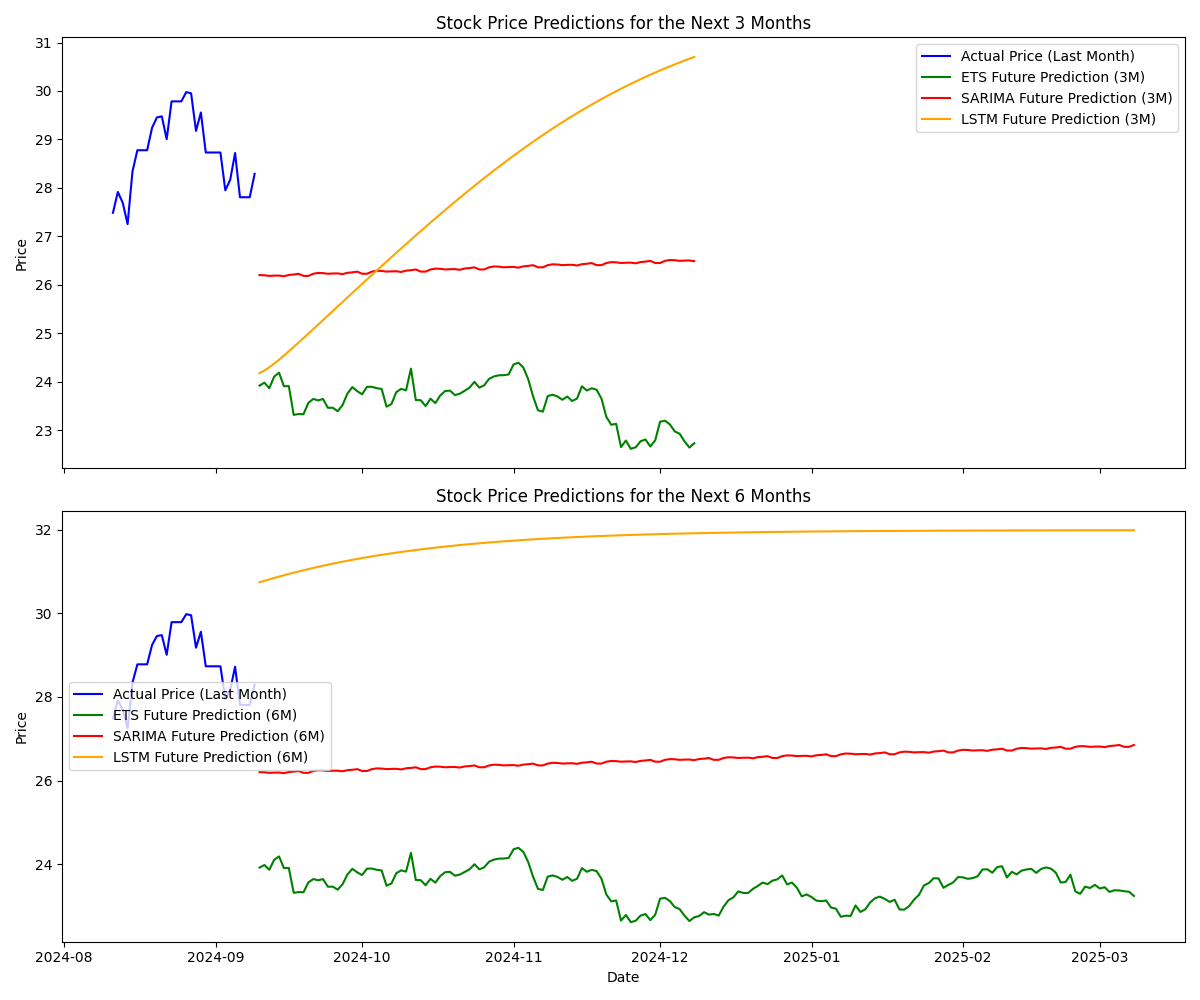 Stock Price Predictions for the Next 3 Months
31
30
29
28
27
26
25
24
23
Price
Actual Price (Last Month)
ETS Future Prediction (3M)
SARIMA Future Prediction (3M)
LSTM Future Prediction (3M)
Stock Price Predictions for the Next 6 Months
32
30
28
26
24
Price
Actual Price (Last Month)
ETS Future Prediction (6M)
SARIMA Future Prediction (6M)
LSTM Future Prediction (6M)
2024-08 2024-09 2024-10 2024-11 2024-12 2025-01 2025-02 2025-03
Date